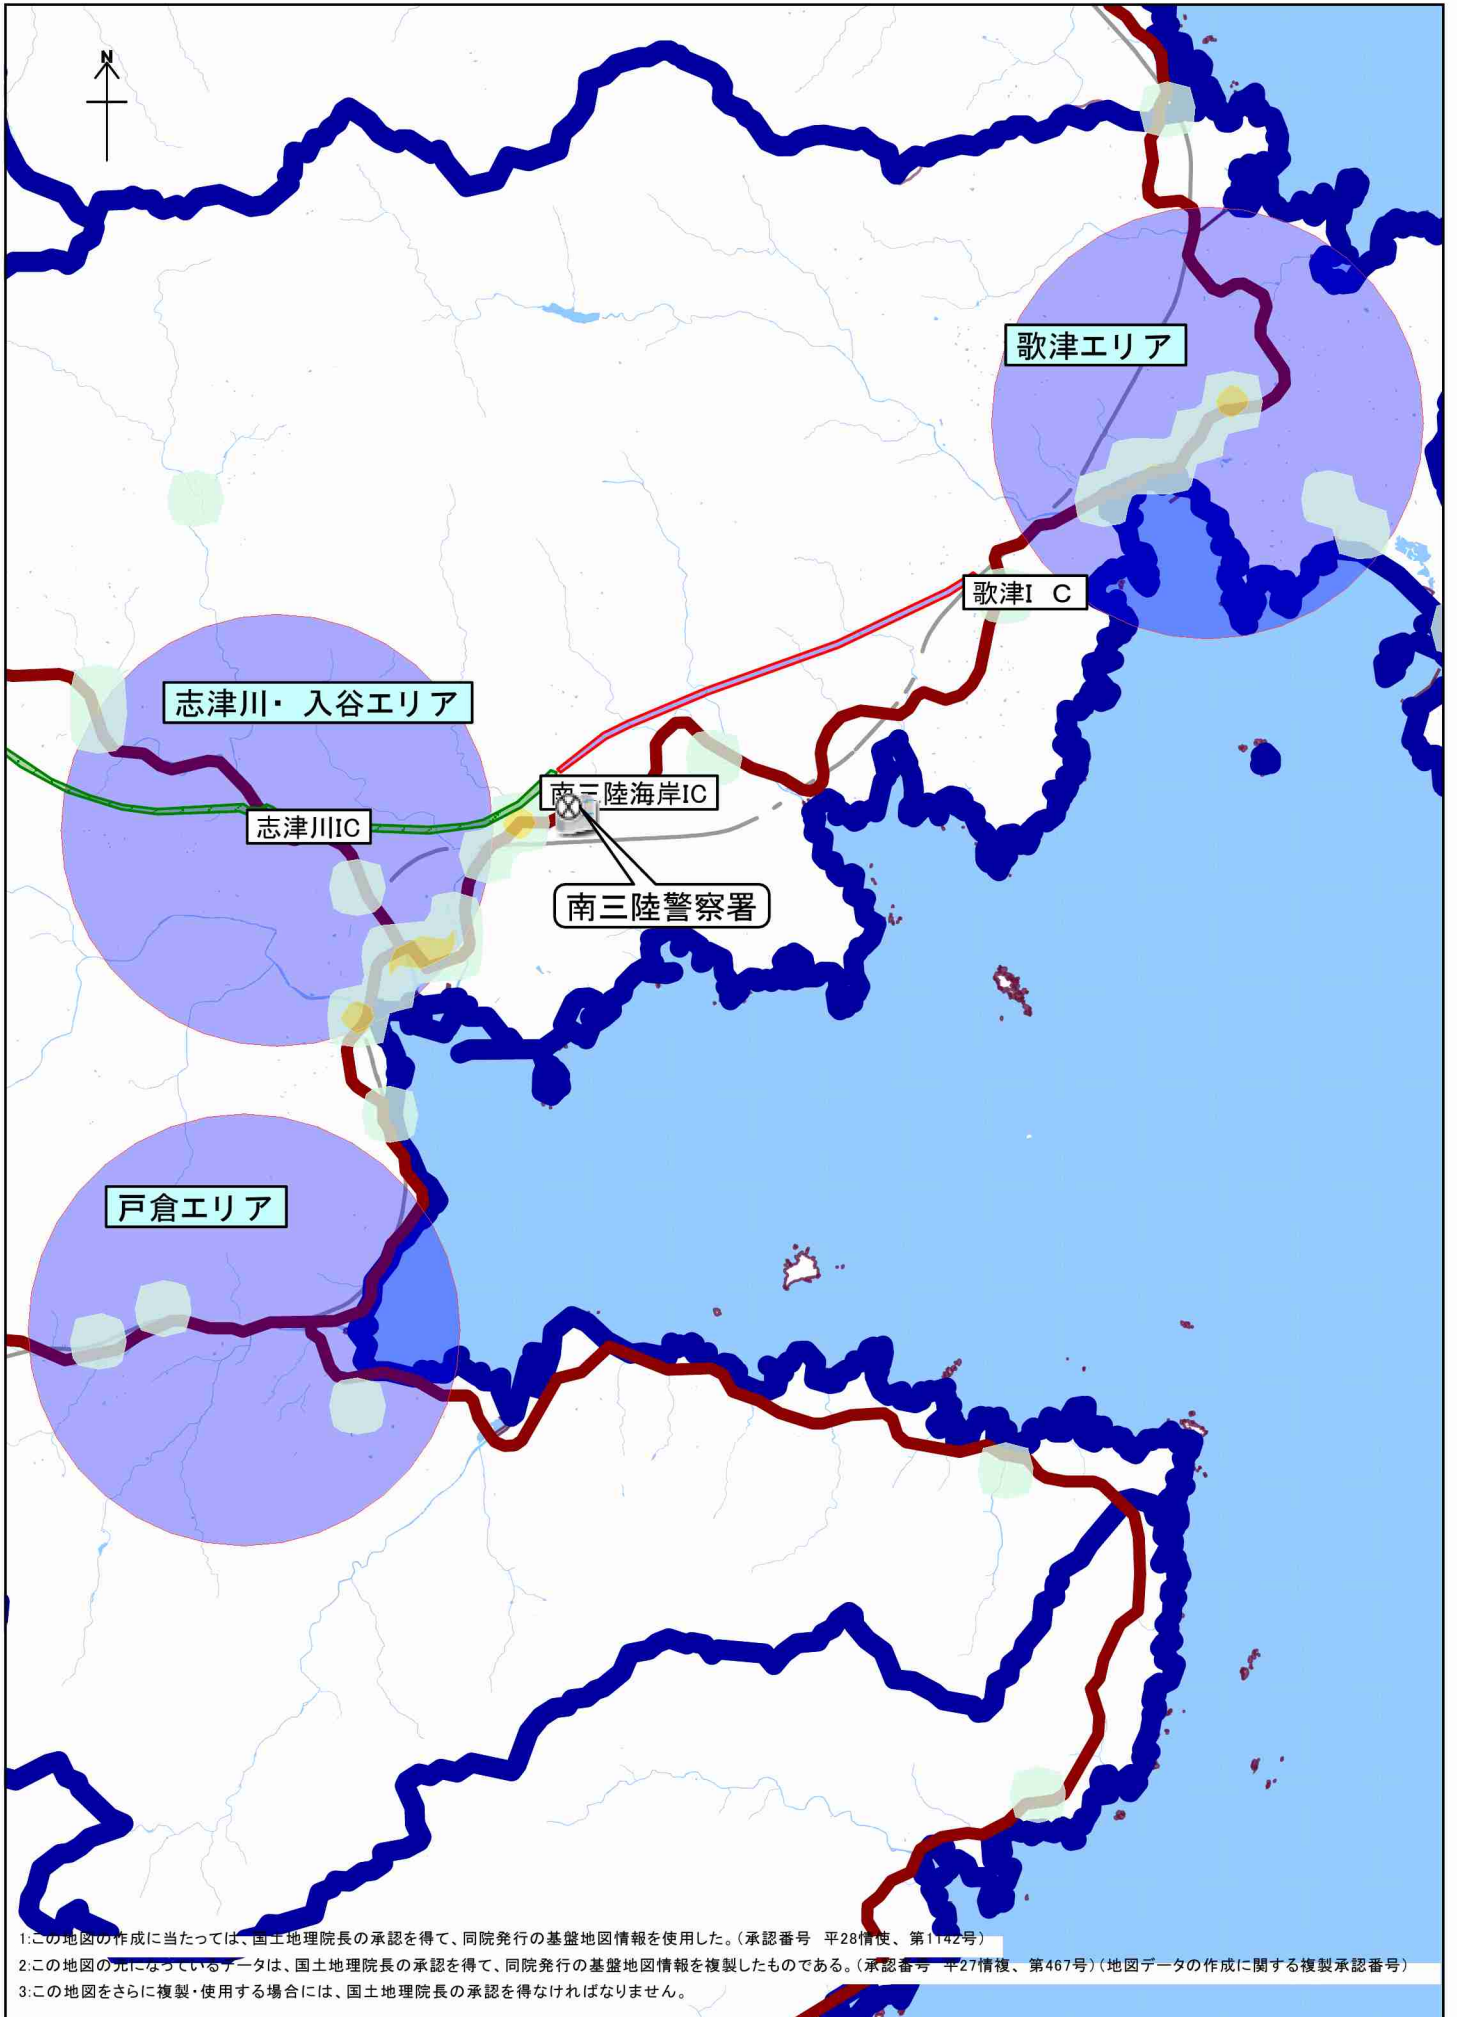 N
歌津エリア
歌津I C
志津川・ 入谷エリア
南三陸海岸IC
志津川IC
南三陸警察署
戸倉エリア
1:この地図の作成に当たっては、国土地理院長の承認を得て、同院発行の基盤地図情報を使用した。(承認番号 平28情使、第1142号)
2:この地図の元になっているデータは、国土地理院長の承認を得て、同院発行の基盤地図情報を複製したものである。(承認番号 平27情複、第467号)(地図データの作成に関する複製承認番号)
3:この地図をさらに複製・使用する場合には、国土地理院長の承認を得なければなりません。